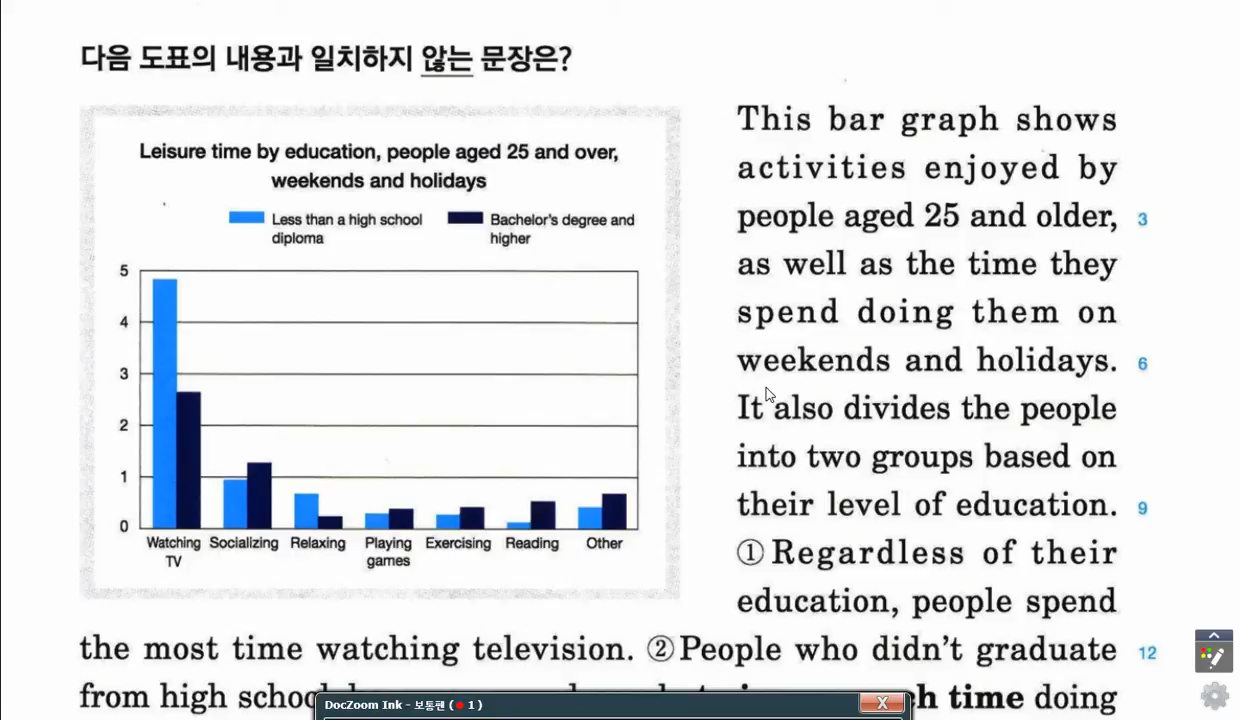 다음 도표의 내용과 일치하지 않는 문장은?
Leisure time by education, people aged 25 and over,
weekends and holidays
Less than a high school
diploma
Bachelor's degree and
higher
5
4
3
2
1
0
Watching
TV
Socializing
Relaxing
Playing
games
Exercising
Reading
Other
This bar graph shows
activities enjoyed by
people aged 25 and older, 3
as well as the time they
spend doing them on
weekends and holidays. 6
It also divides the people
into two groups based on
their level of education. 9
① Regardless of their
education, people spend
the most time watching television. ② People who didn't graduate 12
from high time doing
DocZoom Ink - 보통펜 ( 1 )